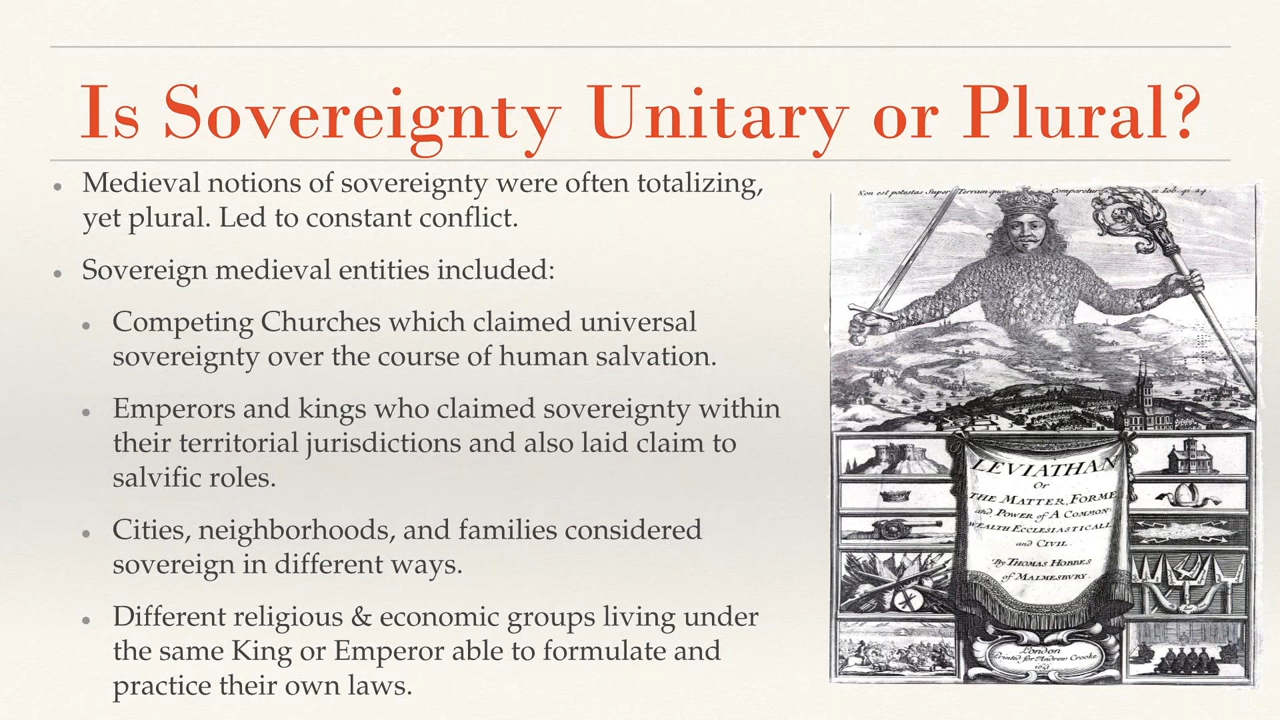 Is Sovereignty Unitary or Plural?
• Medieval notions of sovereignty were often totalizing,
yet plural. Led to constant conflict.
• Sovereign medieval entities included:
• Competing Churches which claimed universal
sovereignty over the course of human salvation.
• Emperors and kings who claimed sovereignty within
their territorial jurisdictions and also laid claim to
salvific roles.
• Cities, neighborhoods, and families considered
sovereign in different ways.
• Different religious & economic groups living under
the same King or Emperor able to formulate and
practice their own laws.
Non est potestas Super Terram quae Comparetur ei Iob. 41. 24
LEVIATHAN
Or
THE MATTER, FORME
and POWER of A COMMON-
WEALTH ECCLESIASTICALL
and CIVIL.
By THOMAS HOBBES
of MALMESBURY.
London
Printed for Andrew Crooke